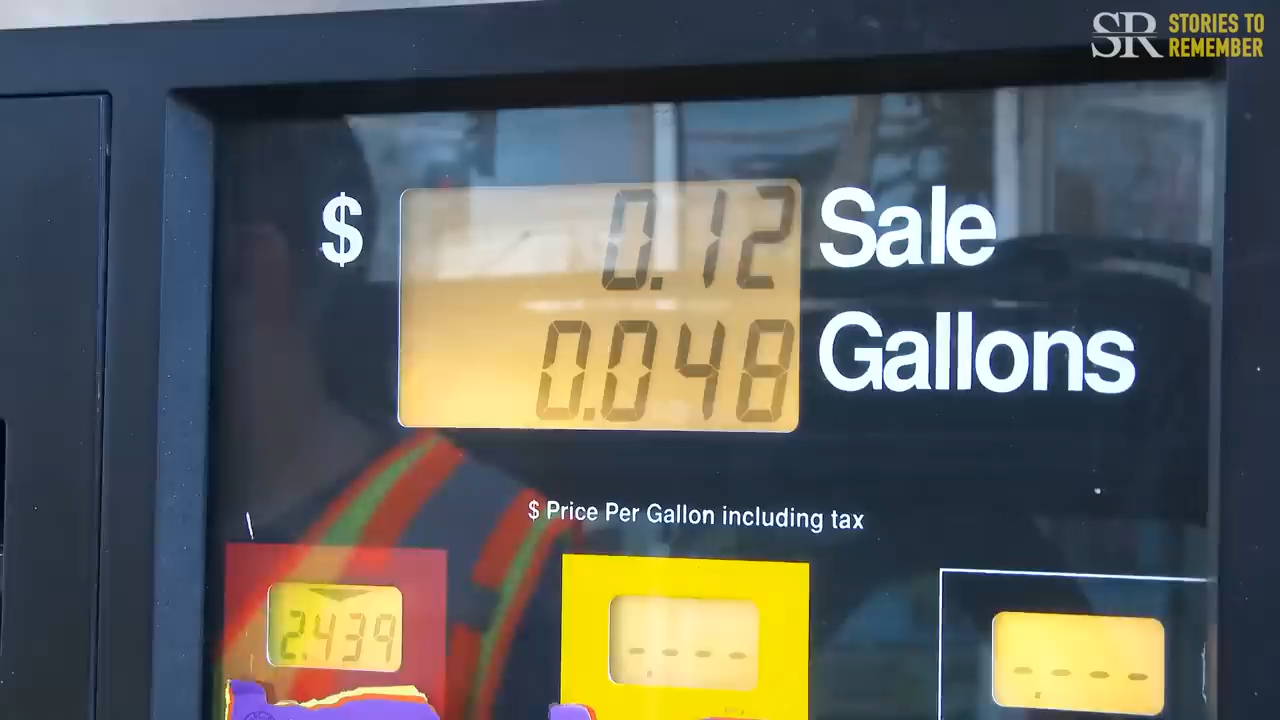 SR STORIES TO
REMEMBER
$ 0.12 Sale
0.048 Gallons
$ Price Per Gallon including tax
2.439
---- ----